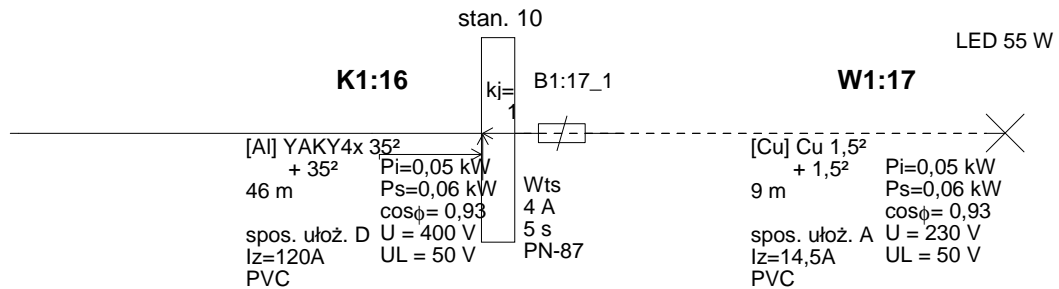 stan. 10
LED 55 W
K1:16
kj=
1
B1:17_1
W1:17
[Al] YAKY4x 35²
+ 35²
46 m
spos. ułoż. D
Iz=120A
PVC
Pi=0,05 kW
Ps=0,06 kW
cosϕ= 0,93
U = 400 V
UL = 50 V
Wts
4 A
5 s
PN-87
[Cu] Cu 1,5²
+ 1,5²
9 m
spos. ułoż. A
Iz=14,5A
PVC
Pi=0,05 kW
Ps=0,06 kW
cosϕ= 0,93
U = 230 V
UL = 50 V